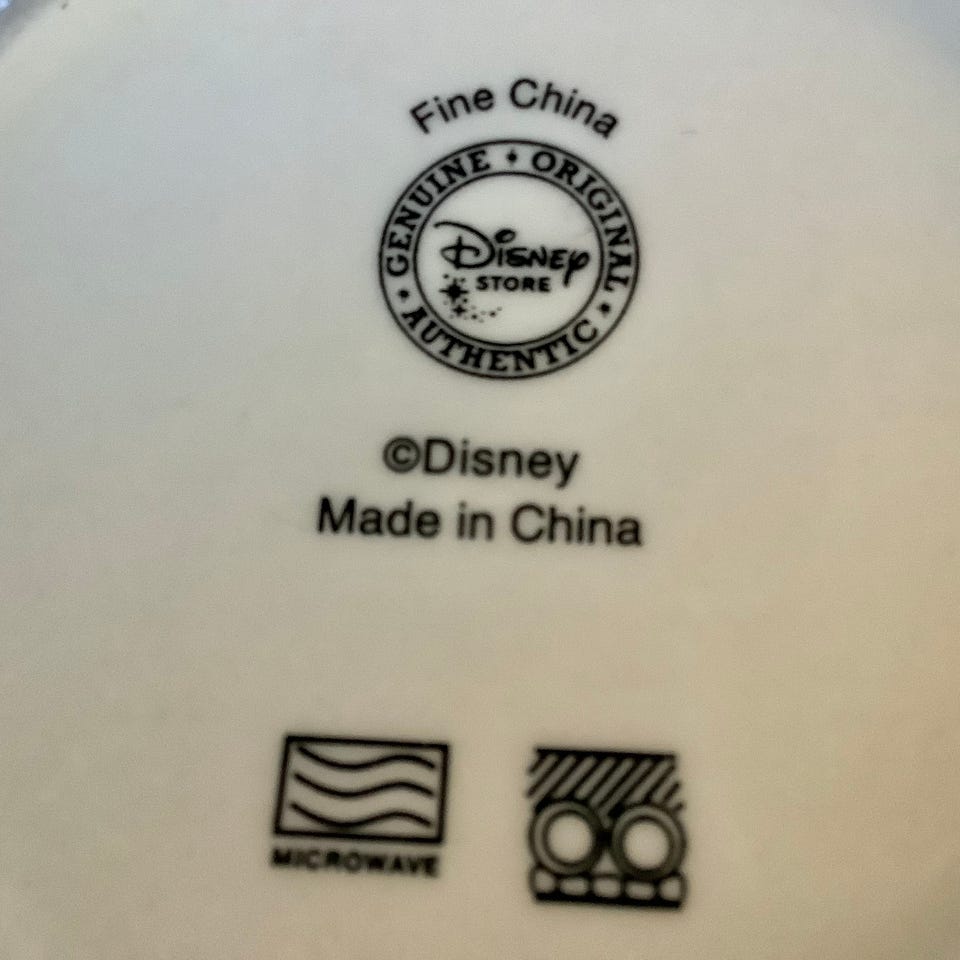 Fine China
GENUINE • ORIGINAL • AUTHENTIC •
Disney
STORE
©Disney
Made in China
MICROWAVE